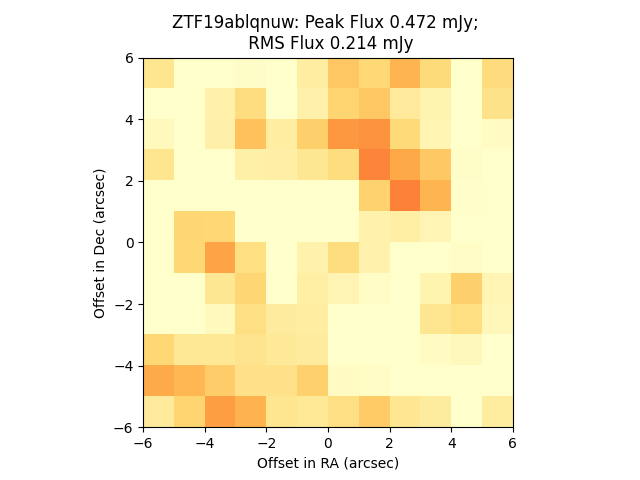 ZTF19ablqnuw: Peak Flux 0.472 mJy;
RMS Flux 0.214 mJy
6
4
2
0
−2
−4
−6
Offset in Dec (arcsec)
−6 −4 −2 0 2 4 6
Offset in RA (arcsec)